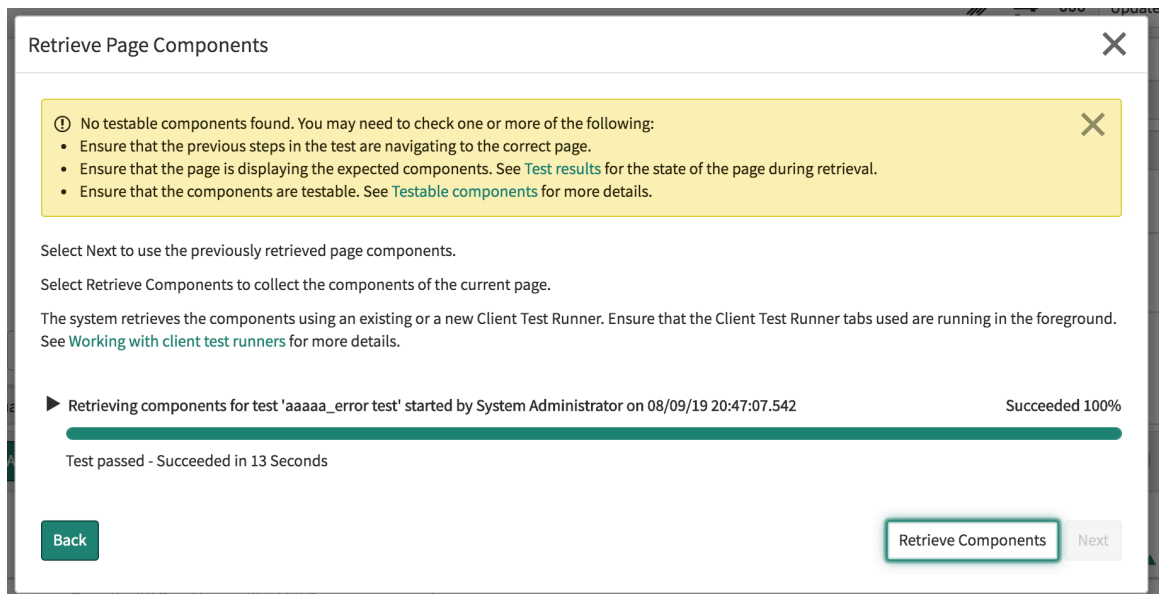 Update
Retrieve Page Components
No testable components found. You may need to check one or more of the following:
• Ensure that the previous steps in the test are navigating to the correct page.
• Ensure that the page is displaying the expected components. See Test results for the state of the page during retrieval.
• Ensure that the components are testable. See Testable components for more details.
Select Next to use the previously retrieved page components.
Select Retrieve Components to collect the components of the current page.
The system retrieves the components using an existing or a new Client Test Runner. Ensure that the Client Test Runner tabs used are running in the foreground.
See Working with client test runners for more details.
Retrieving components for test 'aaaaa_error test' started by System Administrator on 08/09/19 20:47:07.542 Succeeded 100%
Test passed - Succeeded in 13 Seconds
Back Retrieve Components Next